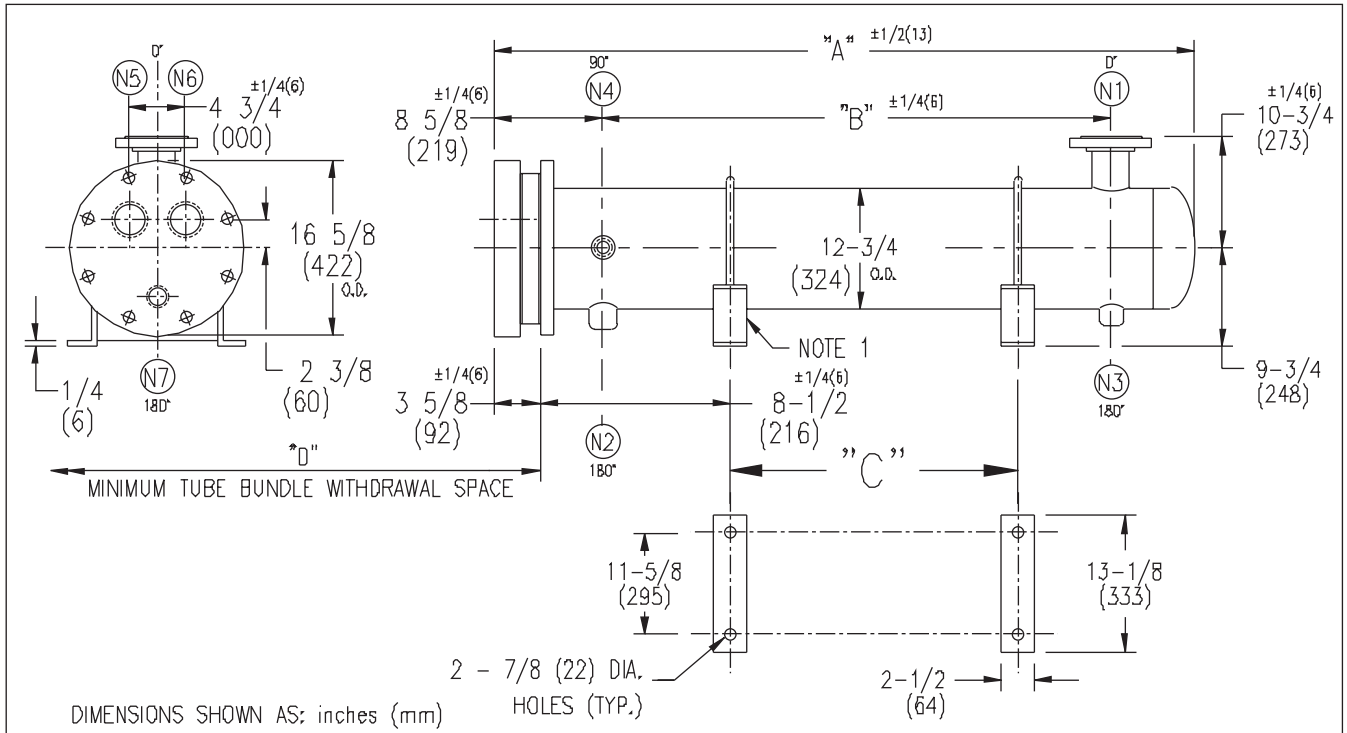 0°
N5 N6
±1/4(6)
4 3/4
(000)
16 5/8
(422)
O.D.
2 3/8
(60)
1/4
(6)
N7
180°
"D"
MINIMUM TUBE BUNDLE WITHDRAWAL SPACE
"A" ±1/2(13)
90°
N4
0°
N1
±1/4(6)
8 5/8
(219)
"B" ±1/4(6)
±1/4(6)
10-3/4
(273)
12-3/4
(324) O.D.
NOTE 1
±1/4(6)
3 5/8
(92)
±1/4(6)
8-1/2
(216)
N2
180°
N3
180°
9-3/4
(248)
"C"
11-5/8
(295)
13-1/8
(333)
2 - 7/8 (22) DIA.
HOLES (TYP.)
2-1/2
(64)
DIMENSIONS SHOWN AS: inches (mm)